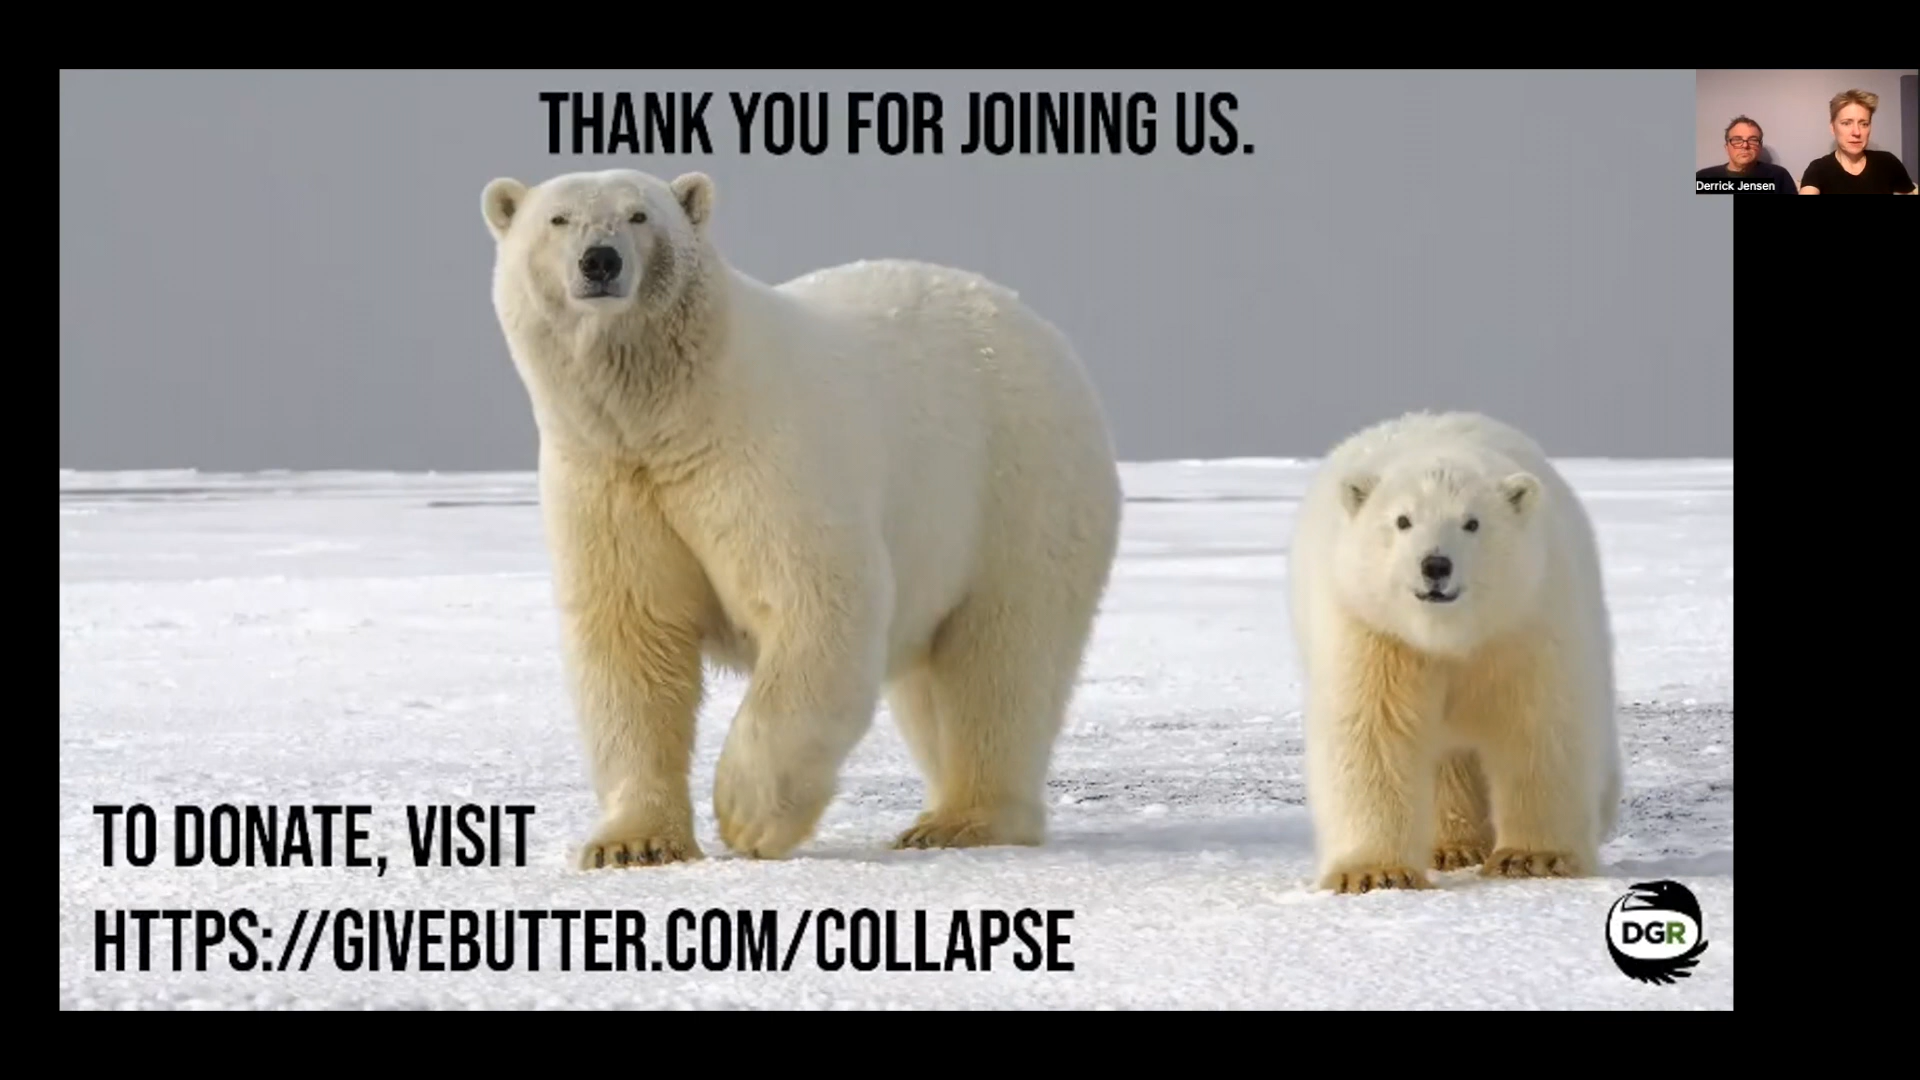 THANK YOU FOR JOINING US.
Derrick Jensen
TO DONATE, VISIT
HTTPS://GIVEBUTTER.COM/COLLAPSE
DGR